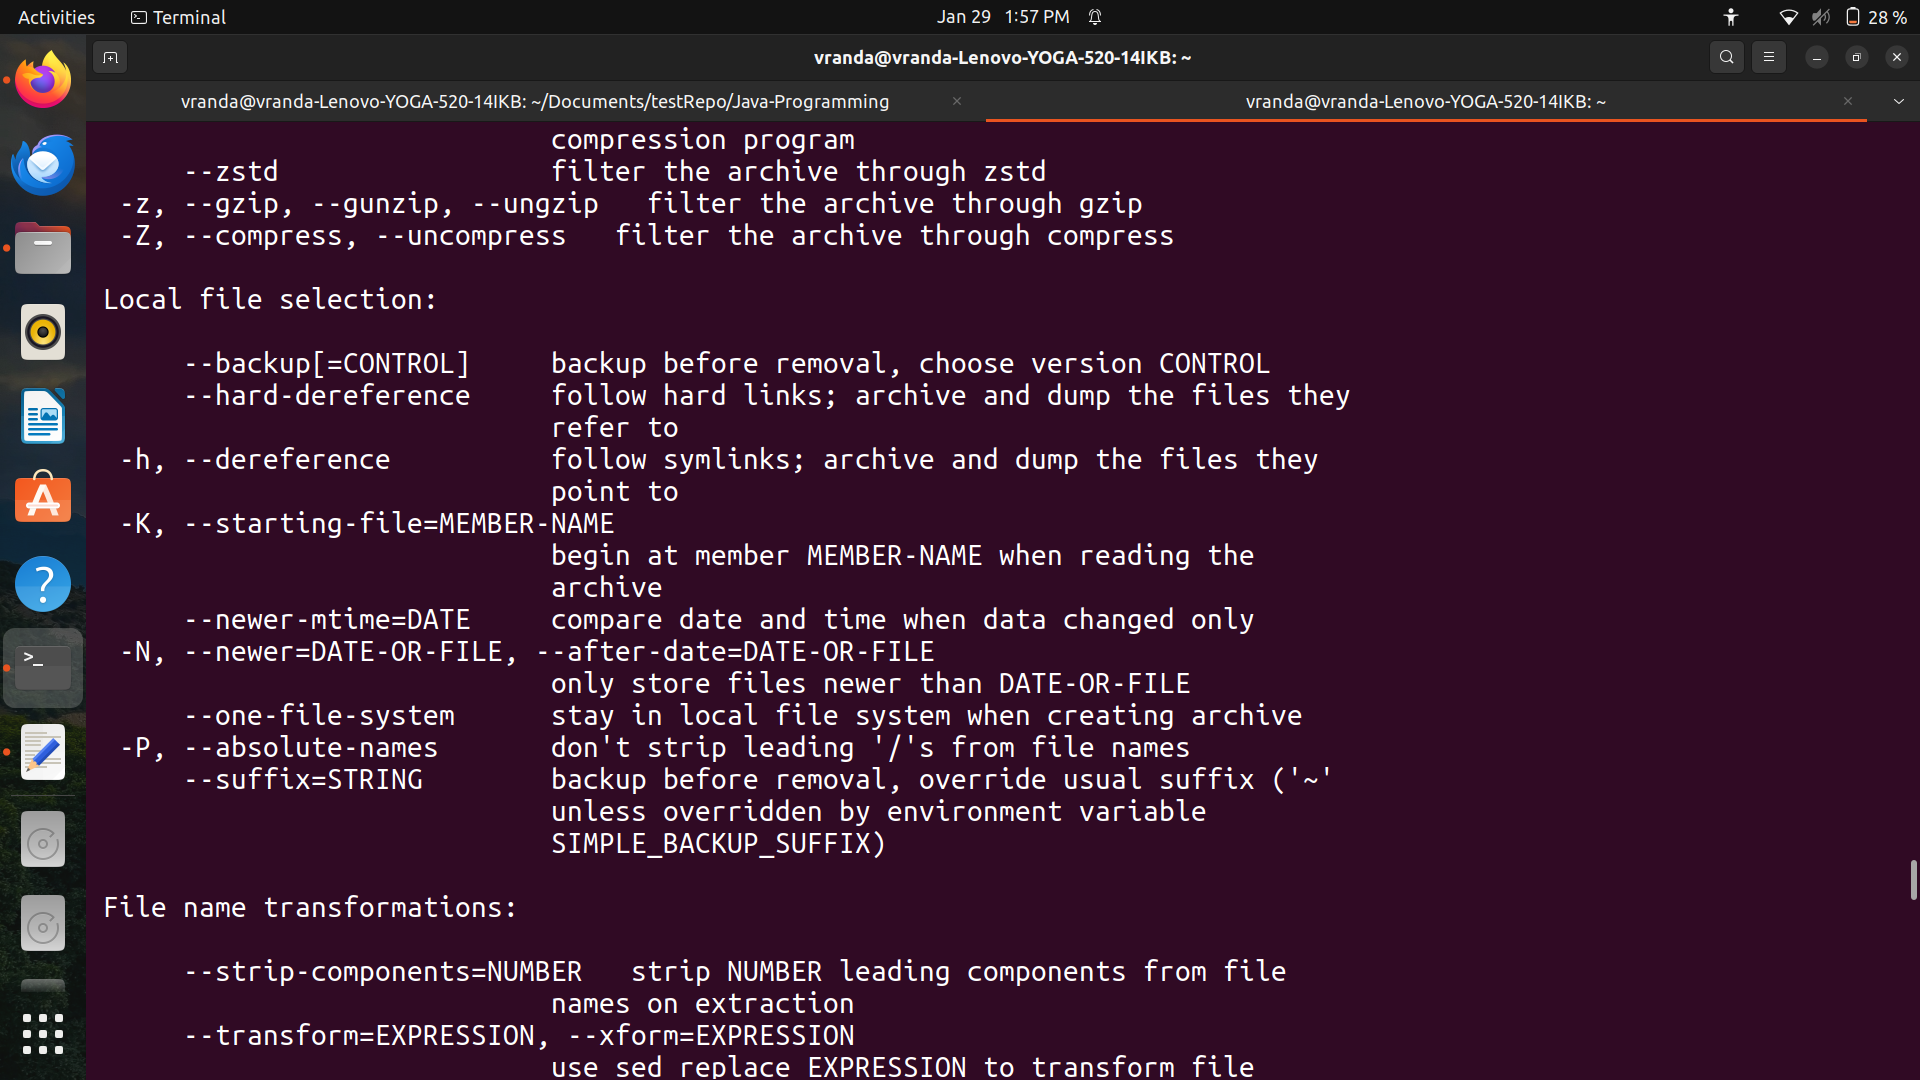 Activities
Terminal
Jan 29 1:57 PM
28 %
vranda@vranda-Lenovo-YOGA-520-14IKB: ~
vranda@vranda-Lenovo-YOGA-520-14IKB: ~/Documents/testRepo/Java-Programming
vranda@vranda-Lenovo-YOGA-520-14IKB: ~
compression program
--zstd filter the archive through zstd
-z, --gzip, --gunzip, --ungzip filter the archive through gzip
-Z, --compress, --uncompress filter the archive through compress
Local file selection:
--backup[=CONTROL] backup before removal, choose version CONTROL
--hard-dereference follow hard links; archive and dump the files they
refer to
-h, --dereference follow symlinks; archive and dump the files they
point to
-K, --starting-file=MEMBER-NAME
begin at member MEMBER-NAME when reading the
archive
--newer-mtime=DATE compare date and time when data changed only
-N, --newer=DATE-OR-FILE, --after-date=DATE-OR-FILE
only store files newer than DATE-OR-FILE
--one-file-system stay in local file system when creating archive
-P, --absolute-names don't strip leading '/'s from file names
--suffix=STRING backup before removal, override usual suffix ('~'
unless overridden by environment variable
SIMPLE_BACKUP_SUFFIX)
File name transformations:
--strip-components=NUMBER strip NUMBER leading components from file
names on extraction
--transform=EXPRESSION, --xform=EXPRESSION
use sed replace EXPRESSION to transform file